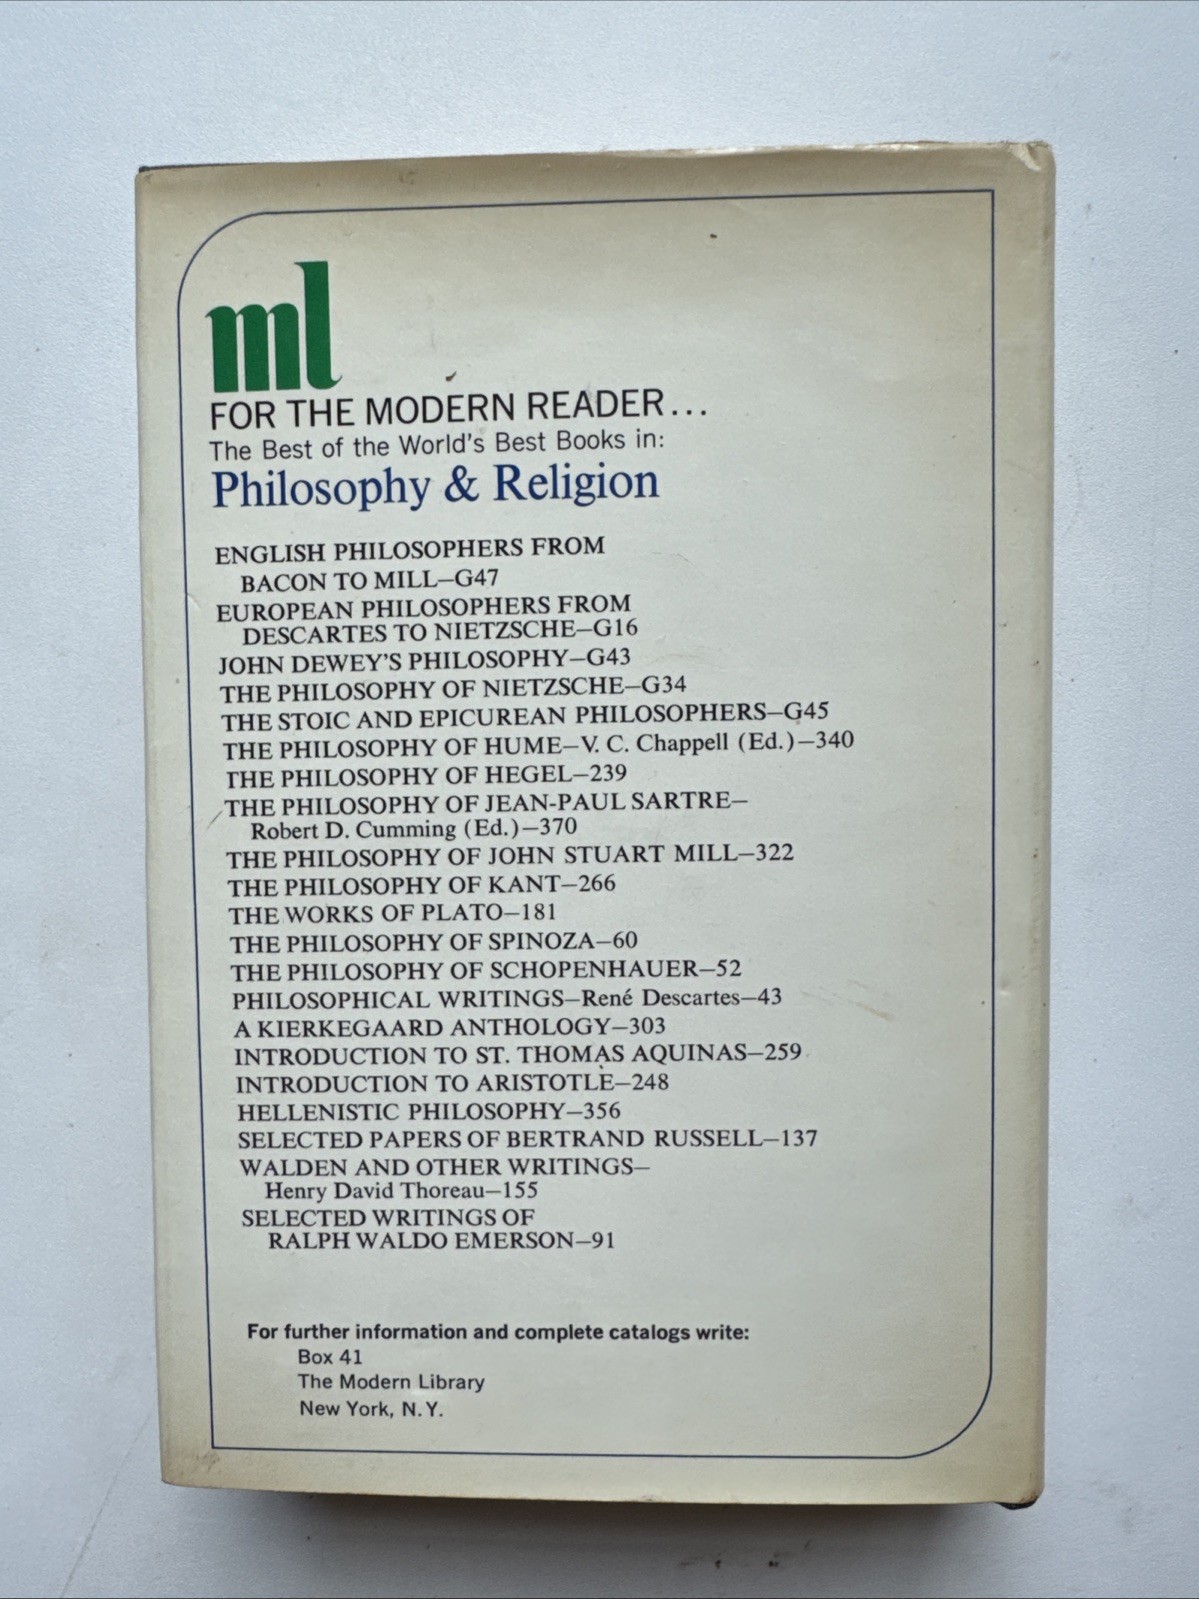 ml
FOR THE MODERN READER...
The Best of the World's Best Books in:
Philosophy & Religion
ENGLISH PHILOSOPHERS FROM
BACON TO MILL—G47
EUROPEAN PHILOSOPHERS FROM
DESCARTES TO NIETZSCHE—G16
JOHN DEWEY'S PHILOSOPHY—G43
THE PHILOSOPHY OF NIETZSCHE—G34
THE STOIC AND EPICUREAN PHILOSOPHERS—G45
THE PHILOSOPHY OF HUME—V. C. Chappell (Ed.)—340
THE PHILOSOPHY OF HEGEL—239
THE PHILOSOPHY OF JEAN-PAUL SARTRE—
Robert D. Cumming (Ed.)—370
THE PHILOSOPHY OF JOHN STUART MILL—322
THE PHILOSOPHY OF KANT—266
THE WORKS OF PLATO—181
THE PHILOSOPHY OF SPINOZA—60
THE PHILOSOPHY OF SCHOPENHAUER—52
PHILOSOPHICAL WRITINGS—René Descartes—43
A KIERKEGAARD ANTHOLOGY—303
INTRODUCTION TO ST. THOMAS AQUINAS—259
INTRODUCTION TO ARISTOTLE—248
HELLENISTIC PHILOSOPHY—356
SELECTED PAPERS OF BERTRAND RUSSELL—137
WALDEN AND OTHER WRITINGS—
Henry David Thoreau—155
SELECTED WRITINGS OF
RALPH WALDO EMERSON—91
For further information and complete catalogs write:
Box 41
The Modern Library
New York, N.Y.